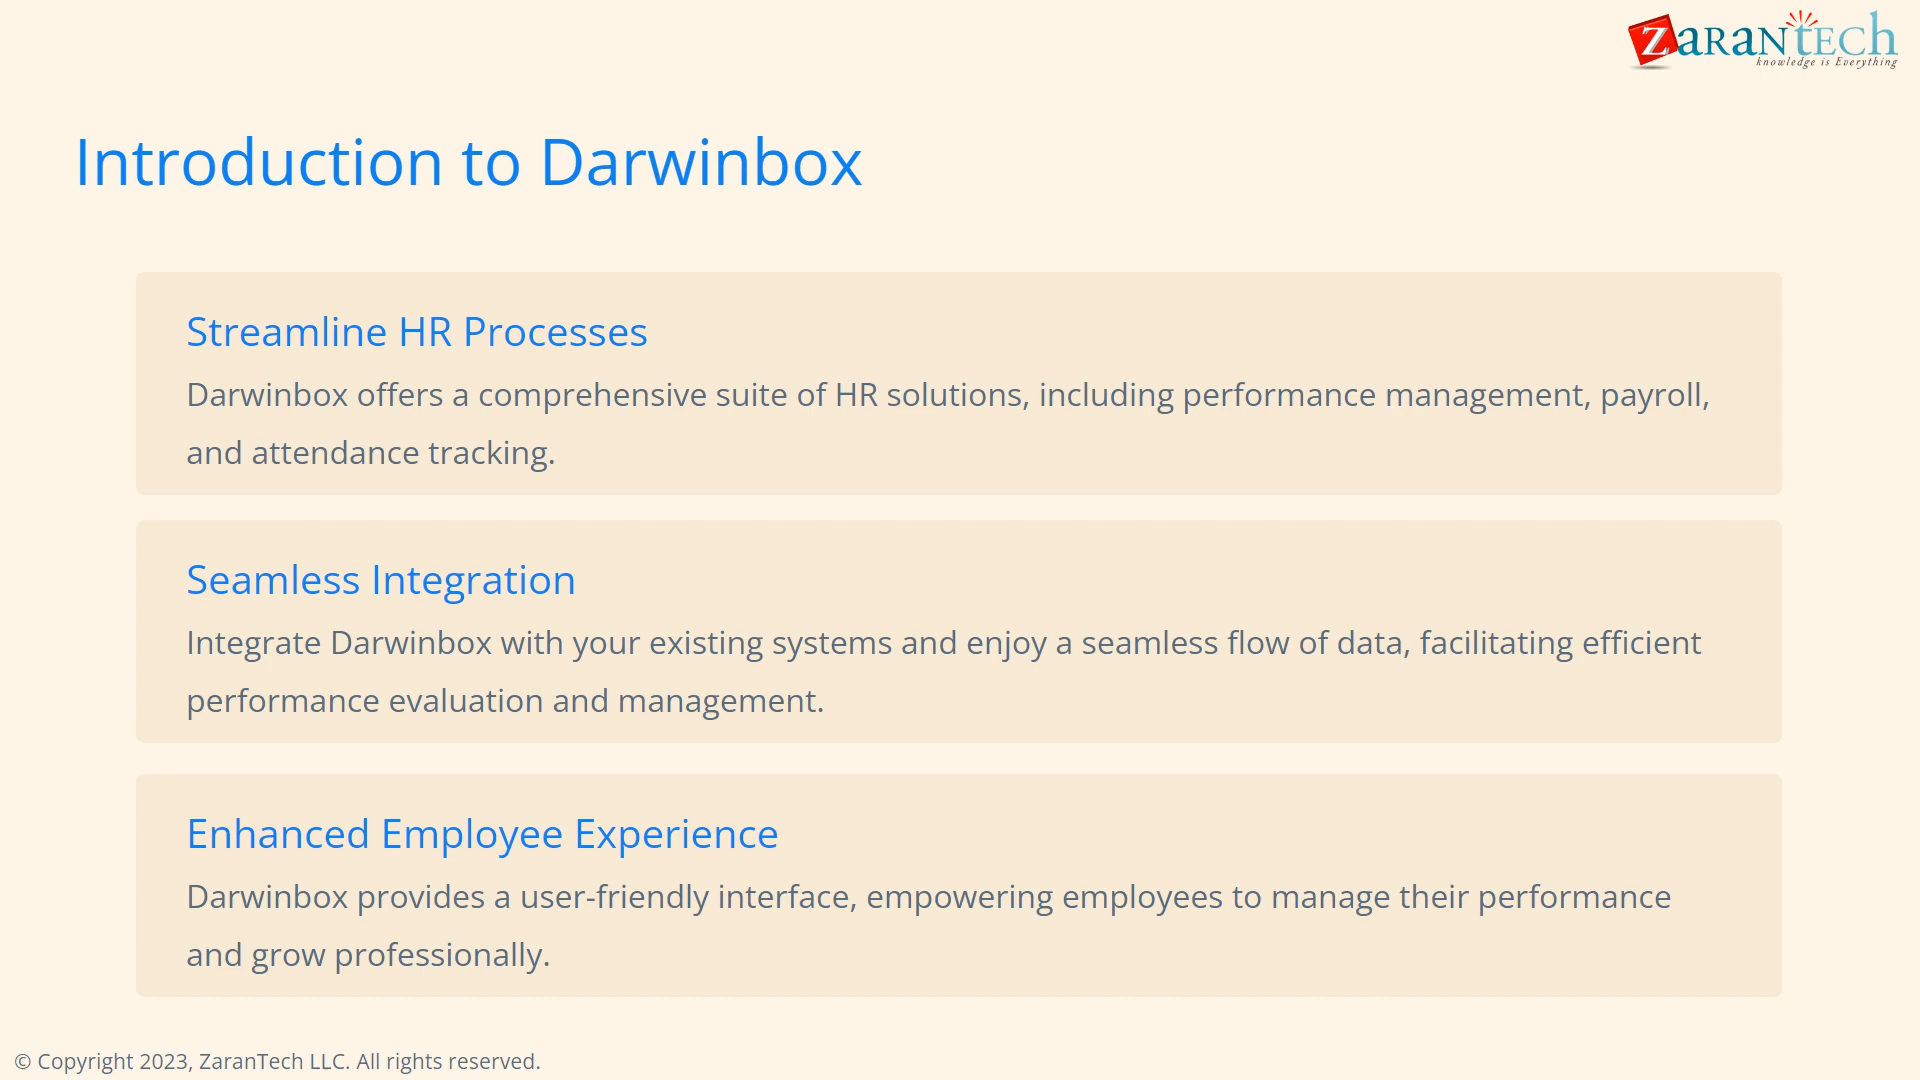 ZaranTech
knowledge is Everything
Introduction to Darwinbox
Streamline HR Processes
Darwinbox offers a comprehensive suite of HR solutions, including performance management, payroll,
and attendance tracking.
Seamless Integration
Integrate Darwinbox with your existing systems and enjoy a seamless flow of data, facilitating efficient
performance evaluation and management.
Enhanced Employee Experience
Darwinbox provides a user-friendly interface, empowering employees to manage their performance
and grow professionally.
© Copyright 2023, ZaranTech LLC. All rights reserved.